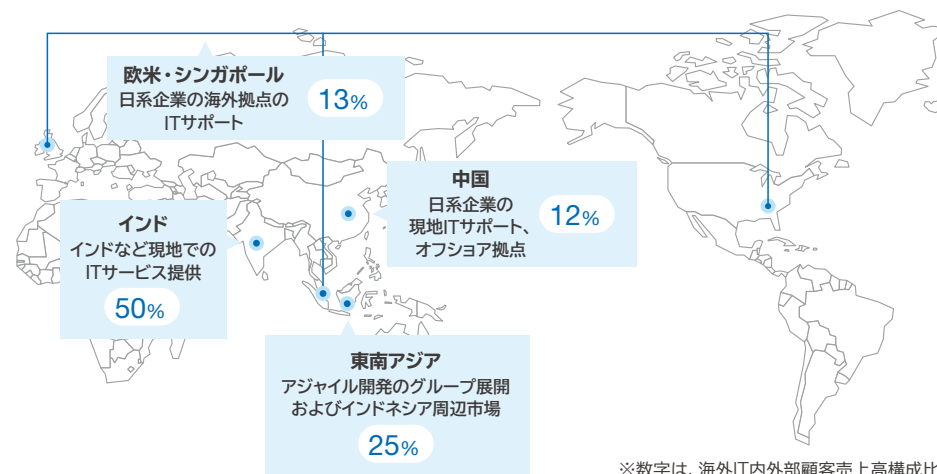 欧米・シンガポール
日系企業の海外拠点の
ITサポート
13%
中国
日系企業の
現地ITサポート、
オフショア拠点
12%
インド
インドなど現地での
ITサービス提供
50%
東南アジア
アジャイル開発のグループ展開
およびインドネシア周辺市場
25%
※数字は、海外IT内外部顧客売上高構成比